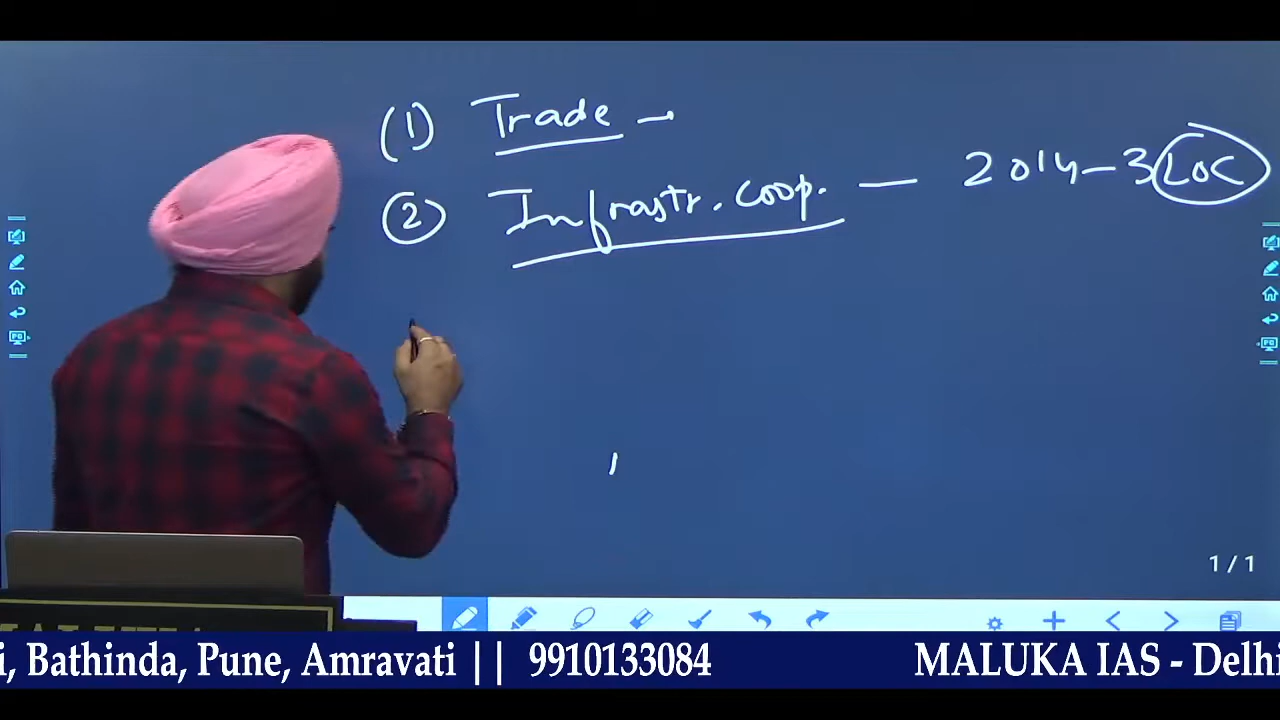 (1) Trade -
② Infrastr. coop. — 2014 - 3 LOC
1/1
i, Bathinda, Pune, Amravati || 9910133084 MALUKA IAS - Delhi